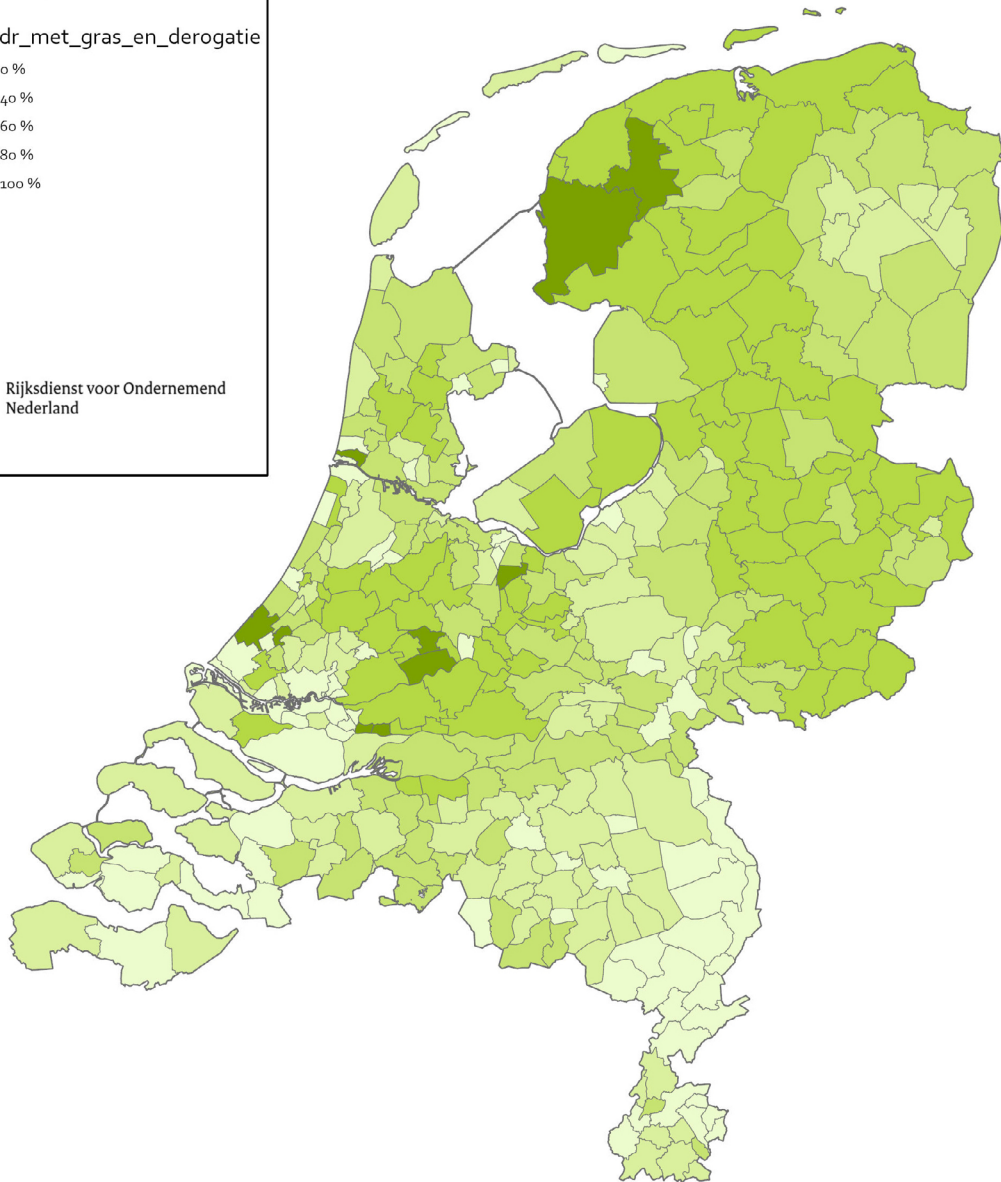 dr_met_gras_en_derogatie
0 %
40 %
60 %
80 %
100 %
Rijksdienst voor Ondernemend
Nederland